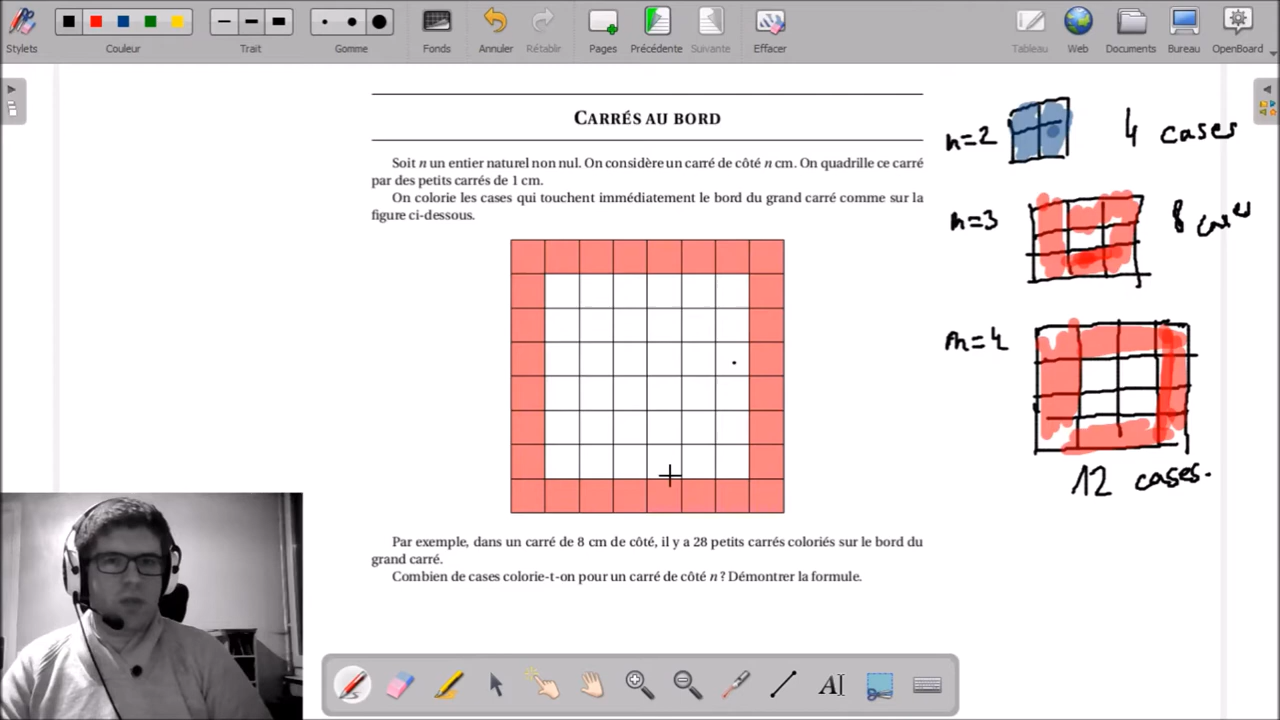 Stylets
Couleur
Trait
Gomme
Fonds
Annuler
Rétablir
Pages
Précédente
Suivante
Effacer
Tableau
Web
Documents
Bureau
OpenBoard
CARRÉS AU BORD
Soit n un entier naturel non nul. On considère un carré de côté n cm. On quadrille ce carré
par des petits carrés de 1 cm.
On colorie les cases qui touchent immédiatement le bord du grand carré comme sur la
figure ci-dessous.
Par exemple, dans un carré de 8 cm de côté, il y a 28 petits carrés coloriés sur le bord du
grand carré.
Combien de cases colorie-t-on pour un carré de côté n ? Démontrer la formule.
n=2 4 cases
n=3 8 cases
n=4
12 cases.
AI